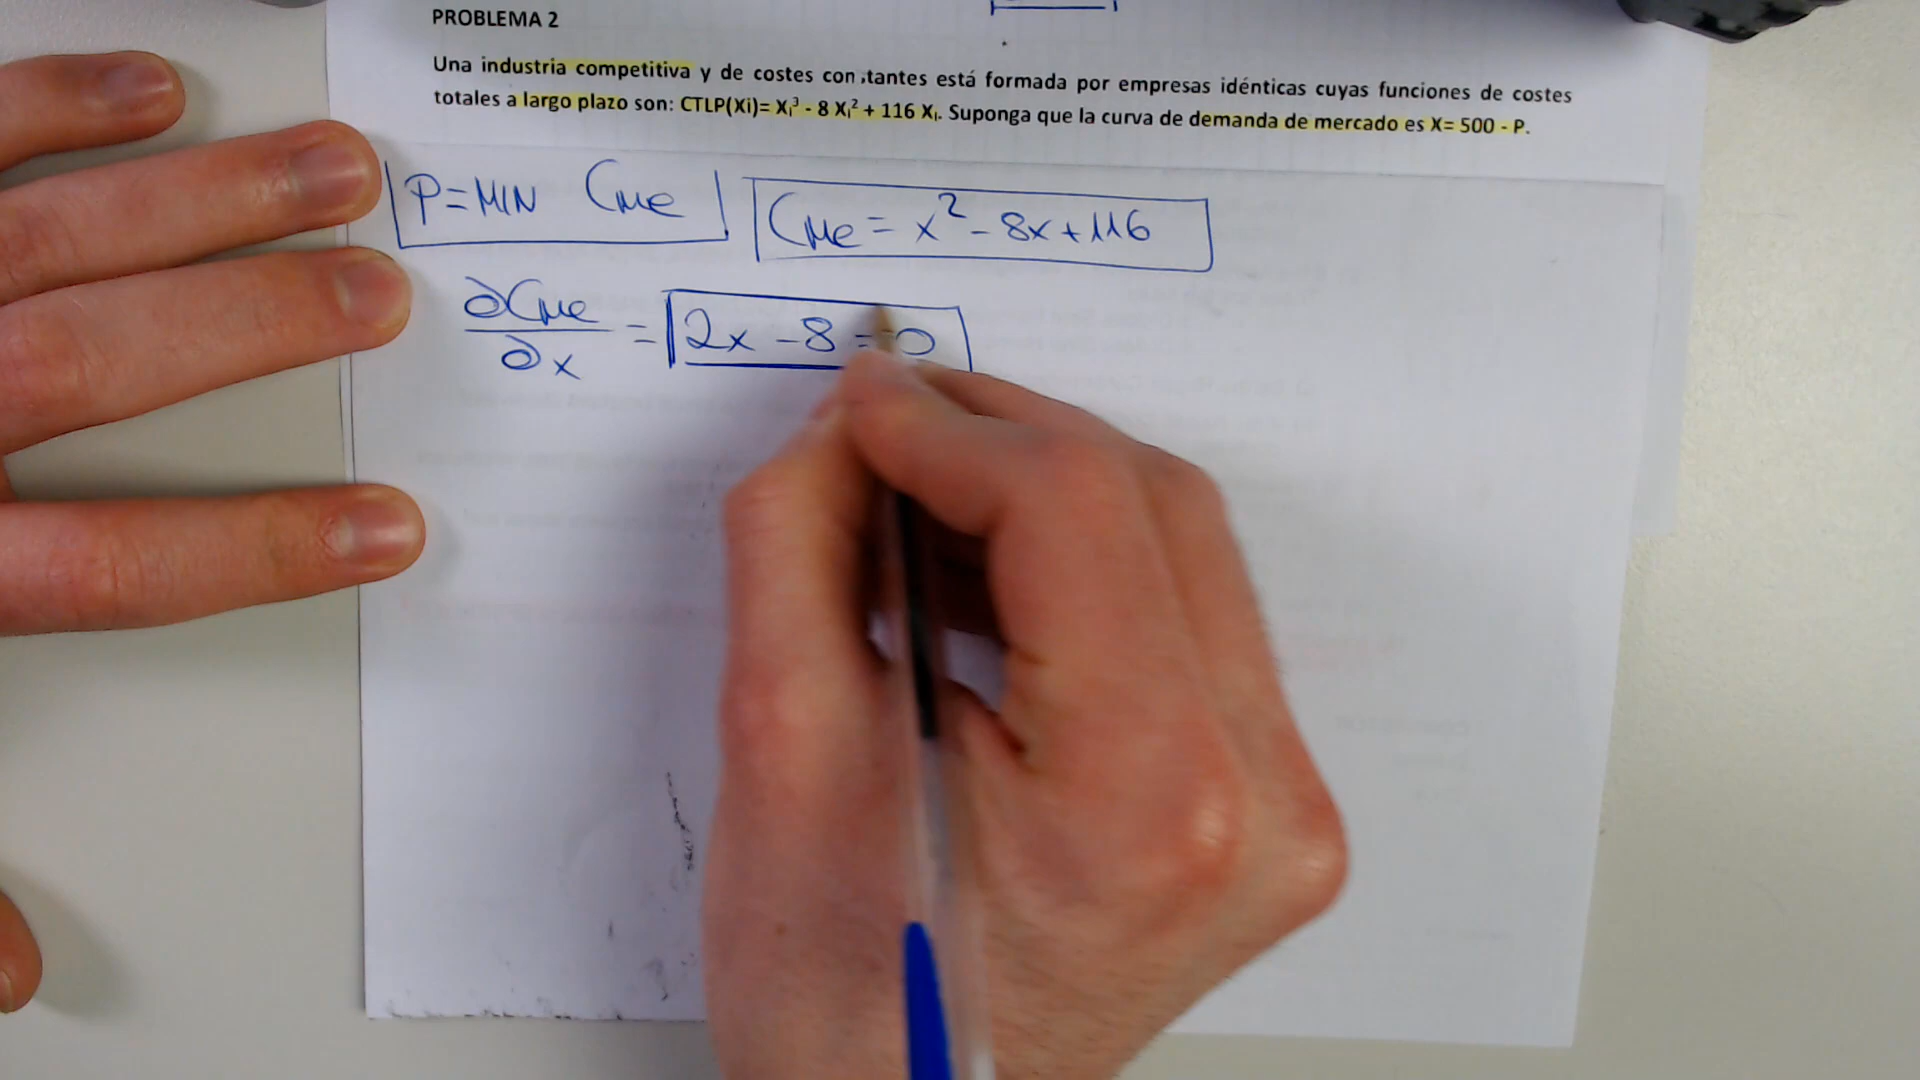 PROBLEMA 2
Una industria competitiva y de costes constantes está formada por empresas idénticas cuyas funciones de costes
totales a largo plazo son: CTLP(Xi)= Xᵢ³ - 8 Xᵢ² + 116 Xᵢ. Suponga que la curva de demanda de mercado es X= 500 - P.
P=MIN CMe
CMe = x² - 8x + 116
∂CMe/∂x = 2x - 8 = 0